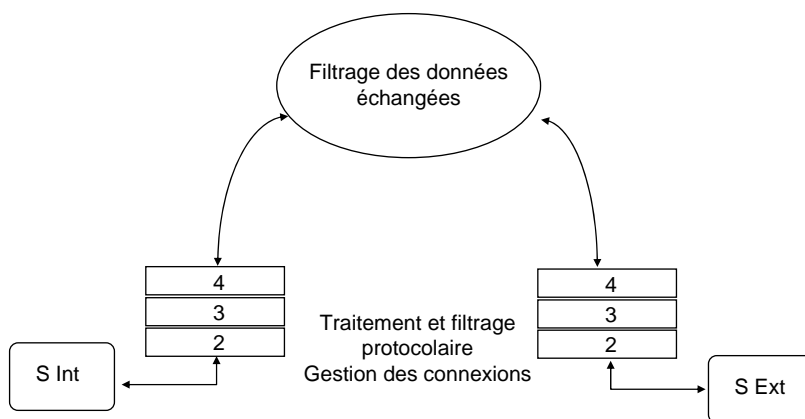 Filtrage des données
échangées
4
3
2
4
3
2
Traitement et filtrage
protocolaire
Gestion des connexions
S Int
S Ext